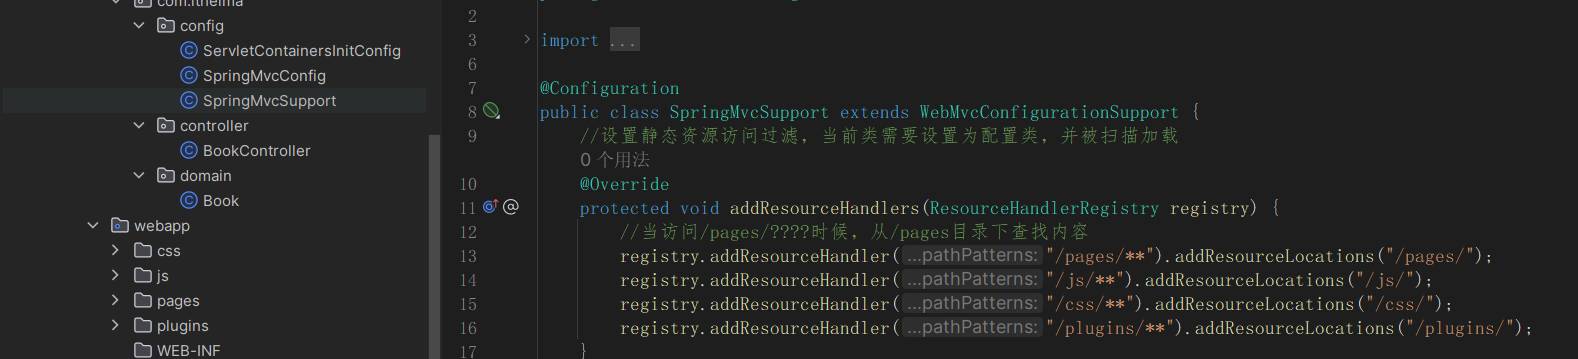 com.itheima
config
ServletContainersInitConfig
SpringMvcConfig
SpringMvcSupport
controller
BookController
domain
Book
webapp
css
js
pages
plugins
WEB-INF
2
3 import ...
6
7 @Configuration
8 public class SpringMvcSupport extends WebMvcConfigurationSupport {
9 //设置静态资源访问过滤，当前类需要设置为配置类，并被扫描加载
0 个用法
10 @Override
11 @ protected void addResourceHandlers(ResourceHandlerRegistry registry) {
12 //当访问/pages/????时候，从/pages目录下查找内容
13 registry.addResourceHandler( ...pathPatterns: "/pages/**").addResourceLocations("/pages/");
14 registry.addResourceHandler( ...pathPatterns: "/js/**").addResourceLocations("/js/");
15 registry.addResourceHandler( ...pathPatterns: "/css/**").addResourceLocations("/css/");
16 registry.addResourceHandler( ...pathPatterns: "/plugins/**").addResourceLocations("/plugins/");
17 }